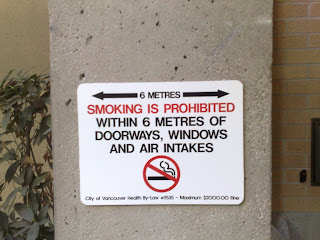 6 METRES
SMOKING IS PROHIBITED
WITHIN 6 METRES OF
DOORWAYS, WINDOWS
AND AIR INTAKES
City of Vancouver Health By-Law #9535 - Maximum $2000.00 Fine